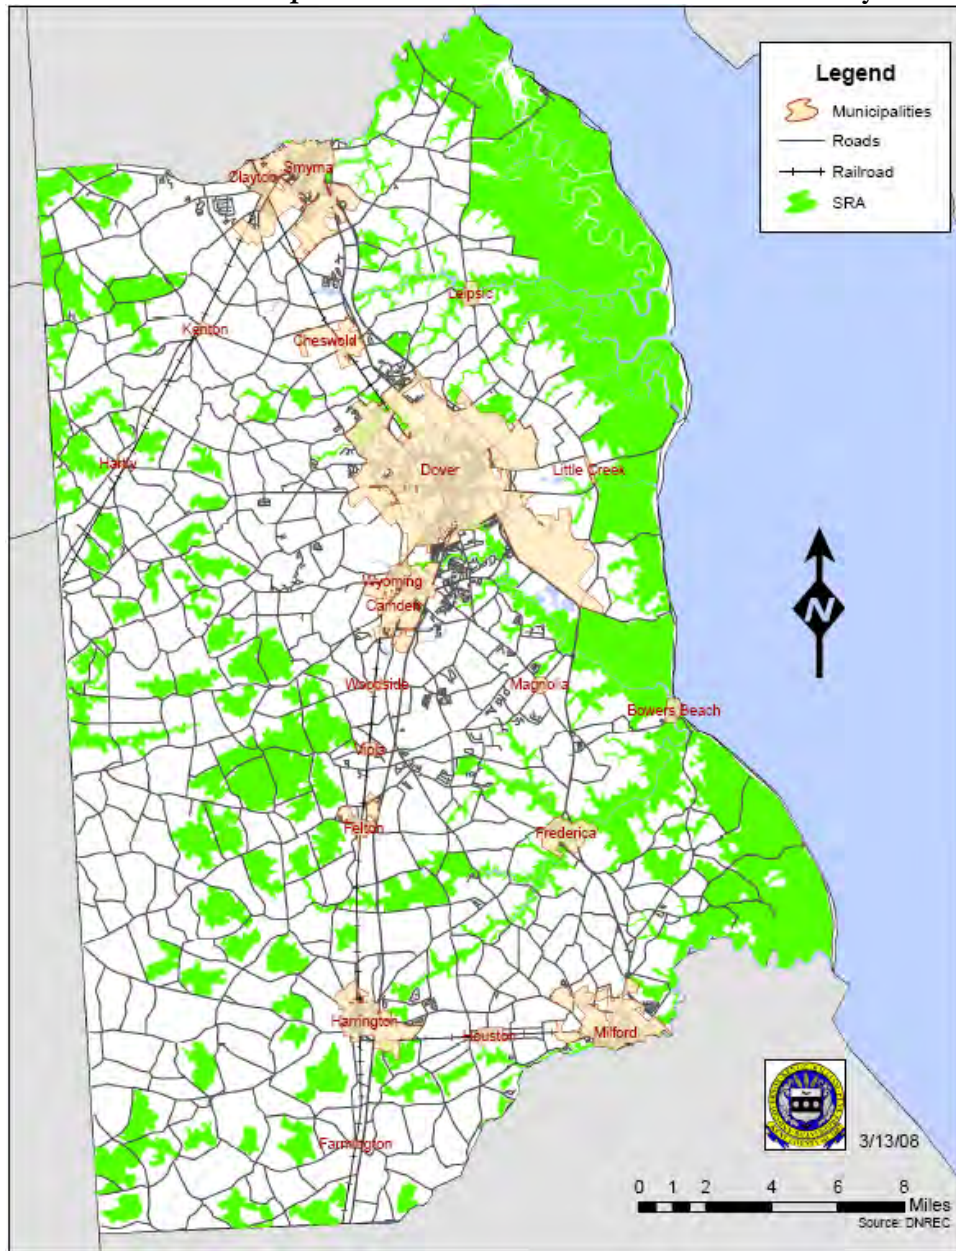 Legend
Municipalities
Roads
Railroad
SRA
Smyrna
Clayton
Leipsic
Kenton
Cheswold
Hartly
Dover
Little Creek
Wyoming
Camden
Woodside
Magnolia
Bowers Beach
Viola
Felton
Frederica
Harrington
Houston
Milford
Farmington
N
3/13/08
0 1 2 4 6 8
Miles
Source: DNREC